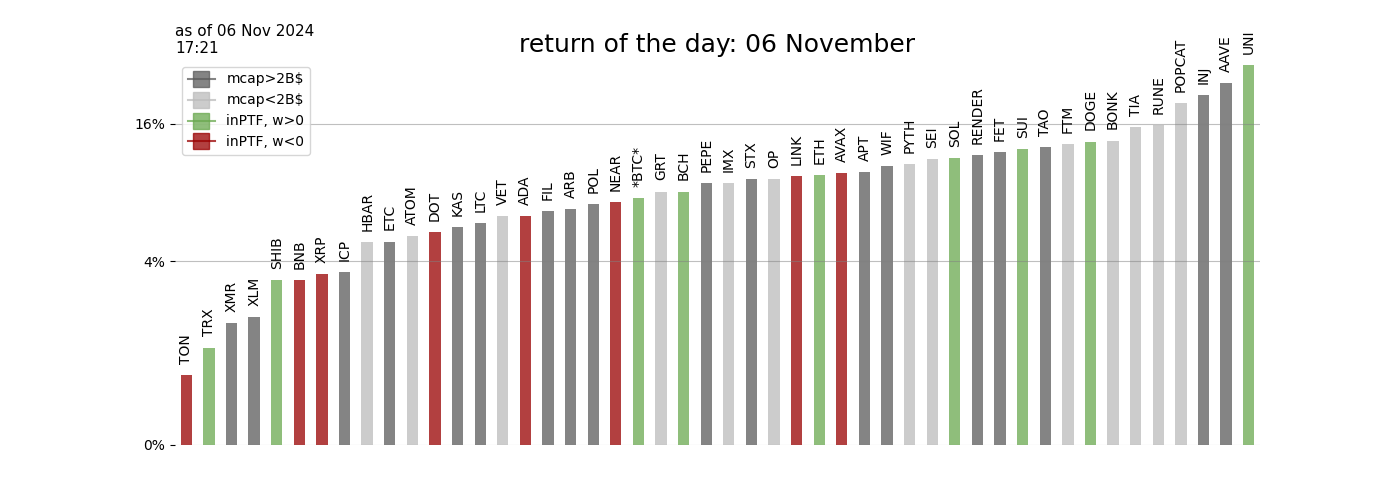 as of 06 Nov 2024
17:21
return of the day: 06 November
mcap>2B$
mcap<2B$
inPTF, w>0
inPTF, w<0
16%
4%
0%
TON
TRX
XMR
XLM
SHIB
BNB
XRP
ICP
HBAR
ETC
ATOM
DOT
KAS
LTC
VET
ADA
FIL
ARB
POL
NEAR
*BTC*
GRT
BCH
PEPE
IMX
STX
OP
LINK
ETH
AVAX
APT
WIF
PYTH
SEI
SOL
RENDER
FET
SUI
TAO
FTM
DOGE
BONK
TIA
RUNE
POPCAT
INJ
AAVE
UNI